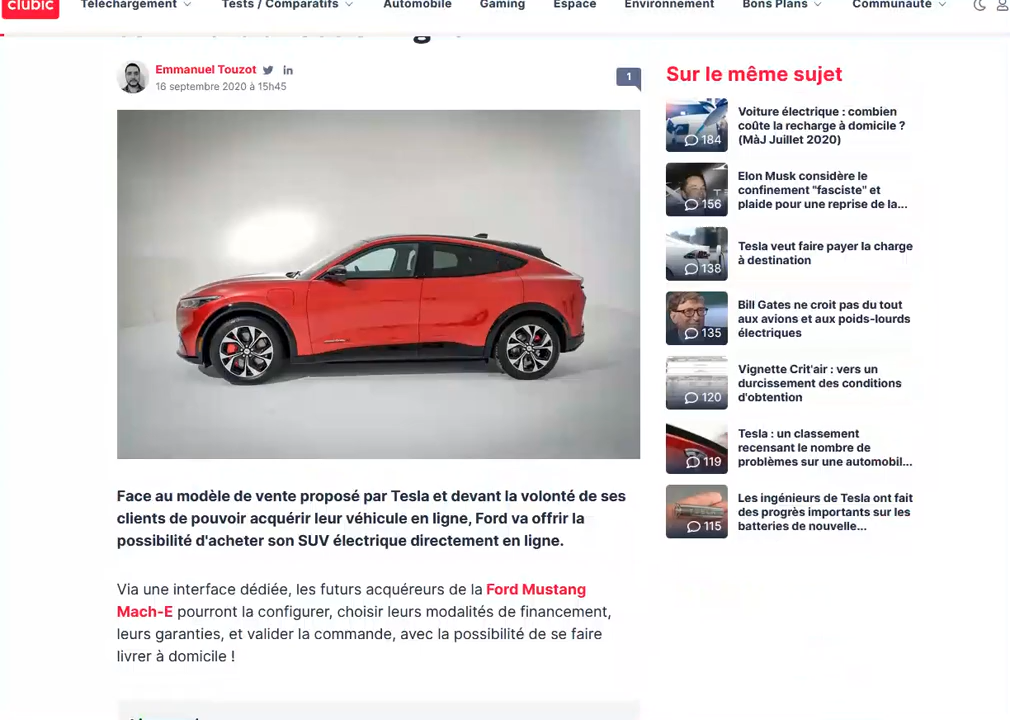 clubic
Téléchargement
Tests / Comparatifs
Automobile
Gaming
Espace
Environnement
Bons Plans
Communauté
Emmanuel Touzot
16 septembre 2020 à 15h45
1
Face au modèle de vente proposé par Tesla et devant la volonté de ses
clients de pouvoir acquérir leur véhicule en ligne, Ford va offrir la
possibilité d'acheter son SUV électrique directement en ligne.
Via une interface dédiée, les futurs acquéreurs de la Ford Mustang
Mach-E pourront la configurer, choisir leurs modalités de financement,
leurs garanties, et valider la commande, avec la possibilité de se faire
livrer à domicile !
Sur le même sujet
184
Voiture électrique : combien
coûte la recharge à domicile ?
(MàJ Juillet 2020)
156
Elon Musk considère le
confinement "fasciste" et
plaide pour une reprise de la...
138
Tesla veut faire payer la charge
à destination
135
Bill Gates ne croit pas du tout
aux avions et aux poids-lourds
électriques
120
Vignette Crit'air : vers un
durcissement des conditions
d'obtention
119
Tesla : un classement
recensant le nombre de
problèmes sur une automobil...
115
Les ingénieurs de Tesla ont fait
des progrès importants sur les
batteries de nouvelle...